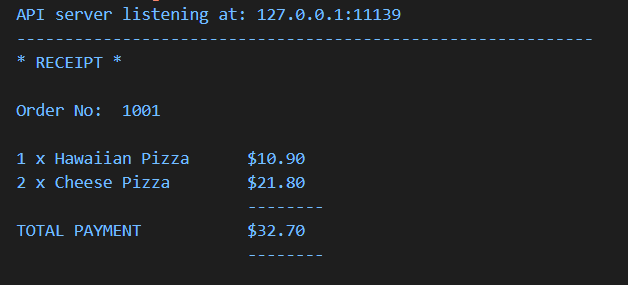 API server listening at: 127.0.0.1:11139
------------------------------------------------------------
* RECEIPT *
Order No:  1001
1 x Hawaiian Pizza      $10.90
2 x Cheese Pizza        $21.80
                        --------
TOTAL PAYMENT           $32.70
                        --------